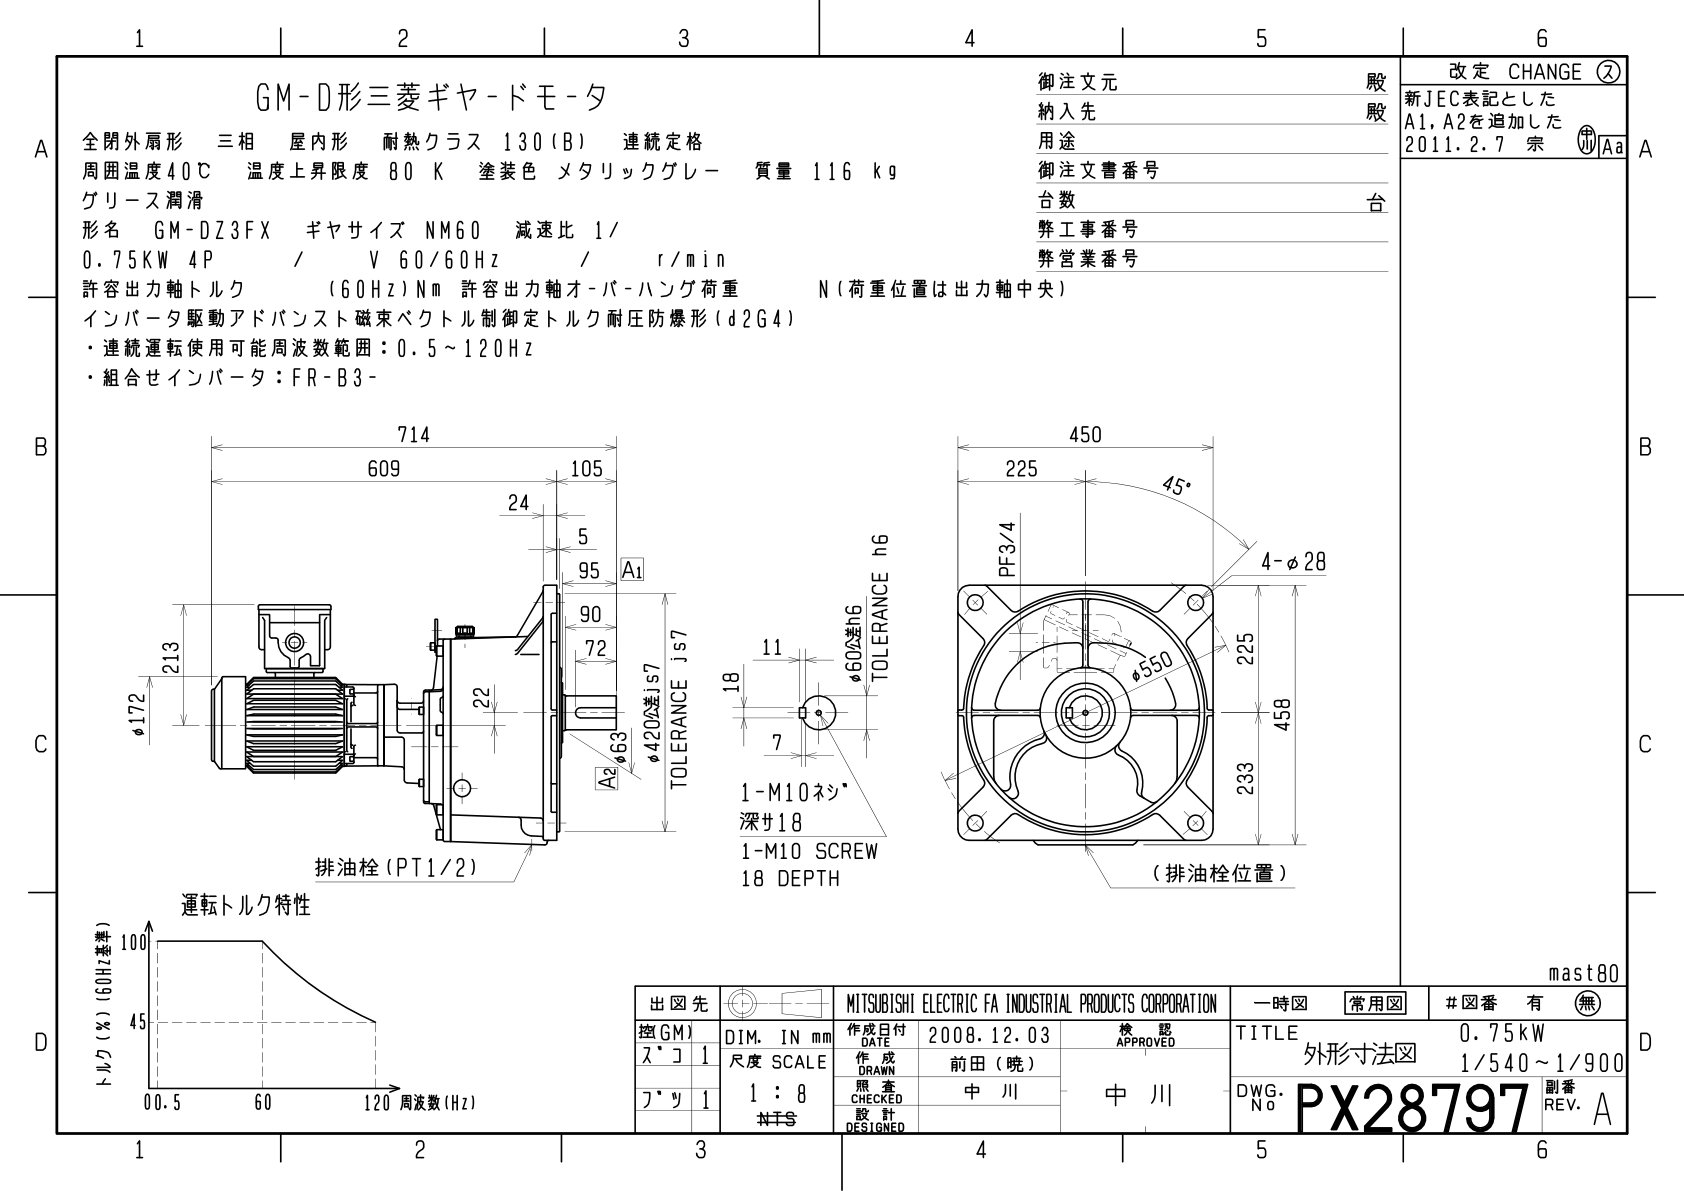 1 2 3 4 5 6
GM-D形三菱ギヤードモータ
全閉外扇形 三相 屋内形 耐熱クラス 130(B) 連続定格
周囲温度40℃ 温度上昇限度 80 K 塗装色 メタリックグレー 質量 116 kg
グリース潤滑
形名 GM-DZ3FX ギヤサイズ NM60 減速比 1/
0.75KW 4P / V 60/60Hz / r/min
許容出力軸トルク (60Hz)Nm 許容出力軸オーバーハング荷重 N(荷重位置は出力軸中央)
インバータ駆動アドバンスト磁束ベクトル制御定トルク耐圧防爆形(d2G4)
・連続運転使用可能周波数範囲:0.5~120Hz
・組合せインバータ:FR-B3-
御注文元 殿
納入先 殿
用途
御注文書番号
台数 台
弊工事番号
弊営業番号
改定 CHANGE ス
新JEC表記とした
A1,A2を追加した
2011.2.7 宗 中川 Aa
A A
B B
C C
D D
714
609 105
24
5
95 A1
90
72
213
φ172
22
φ63
A2
φ420公差js7
TOLERANCE js7
排油栓(PT1/2)
11
18
7
φ60公差h6
TOLERANCE h6
1-M10ネジ
深サ18
1-M10 SCREW
18 DEPTH
450
225
45°
PF3/4
4-φ28
φ550
225
458
233
(排油栓位置)
運転トルク特性
トルク(%)(60Hz基準)
100
45
0 0.5 60 120 周波数(Hz)
mast80
出図先
控(GM)
ズコ 1
ブツ 1
DIM. IN mm
尺度 SCALE
1:8
NTS
MITSUBISHI ELECTRIC FA INDUSTRIAL PRODUCTS CORPORATION
作成日付 DATE 2008.12.03
作成 DRAWN 前田(暁)
照査 CHECKED 中川
設計 DESIGNED
検認 APPROVED
中川
一時図 常用図 #図番 有 無
TITLE 外形寸法図
0.75kW
1/540~1/900
DWG. No PX28797
副番 REV. A
1 2 3 4 5 6